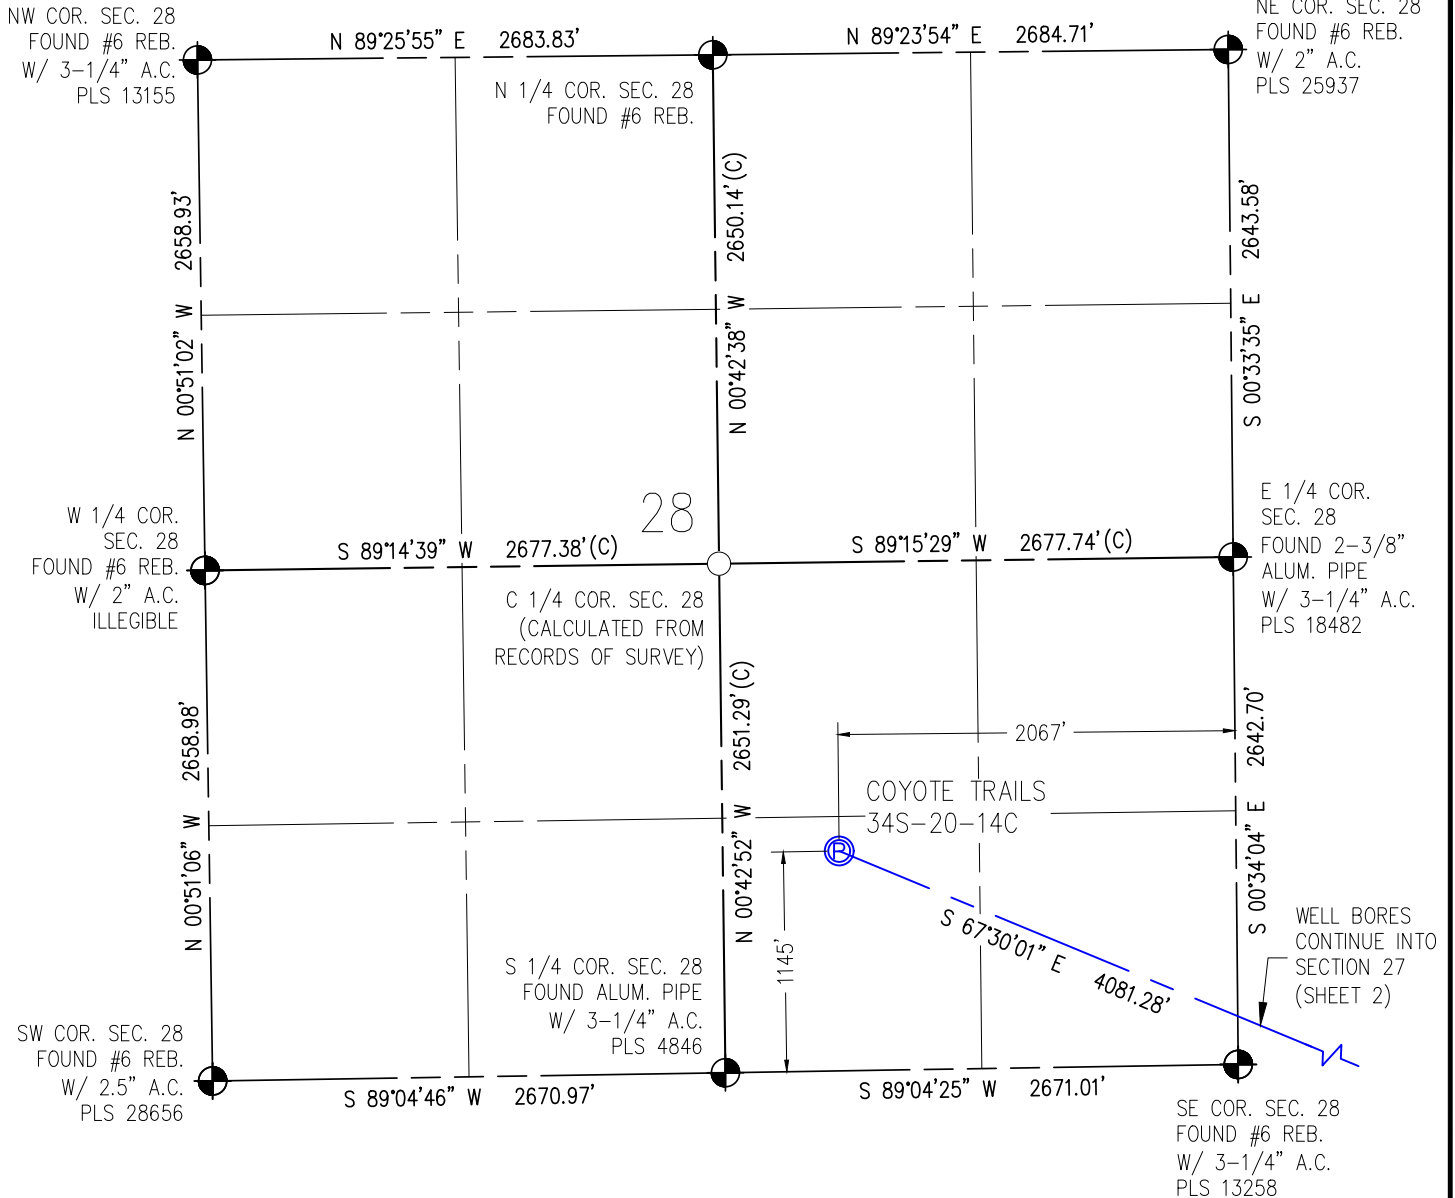 NW COR. SEC. 28
FOUND #6 REB.
W/ 3-1/4" A.C.
PLS 13155
N 89°25'55" E 2683.83'
N 1/4 COR. SEC. 28
FOUND #6 REB.
N 89°23'54" E 2684.71'
NE COR. SEC. 28
FOUND #6 REB.
W/ 2" A.C.
PLS 25937
N 00°51'02" W 2658.93'
N 00°42'38" W 2650.14'(C)
S 00°33'35" E 2643.58'
28
W 1/4 COR.
SEC. 28
FOUND #6 REB.
W/ 2" A.C.
ILLEGIBLE
S 89°14'39" W 2677.38'(C)
S 89°15'29" W 2677.74'(C)
C 1/4 COR. SEC. 28
(CALCULATED FROM
RECORDS OF SURVEY)
E 1/4 COR.
SEC. 28
FOUND 2-3/8"
ALUM. PIPE
W/ 3-1/4" A.C.
PLS 18482
N 00°51'06" W 2658.98'
N 00°42'52" W 2651.29'(C)
S 00°34'04" E 2642.70'
2067'
COYOTE TRAILS
34S-20-14C
P
1145'
S 67°30'01" E 4081.28'
WELL BORES
CONTINUE INTO
SECTION 27
(SHEET 2)
S 1/4 COR. SEC. 28
FOUND ALUM. PIPE
W/ 3-1/4" A.C.
PLS 4846
SW COR. SEC. 28
FOUND #6 REB.
W/ 2.5" A.C.
PLS 28656
S 89°04'46" W 2670.97'
S 89°04'25" W 2671.01'
SE COR. SEC. 28
FOUND #6 REB.
W/ 3-1/4" A.C.
PLS 13258